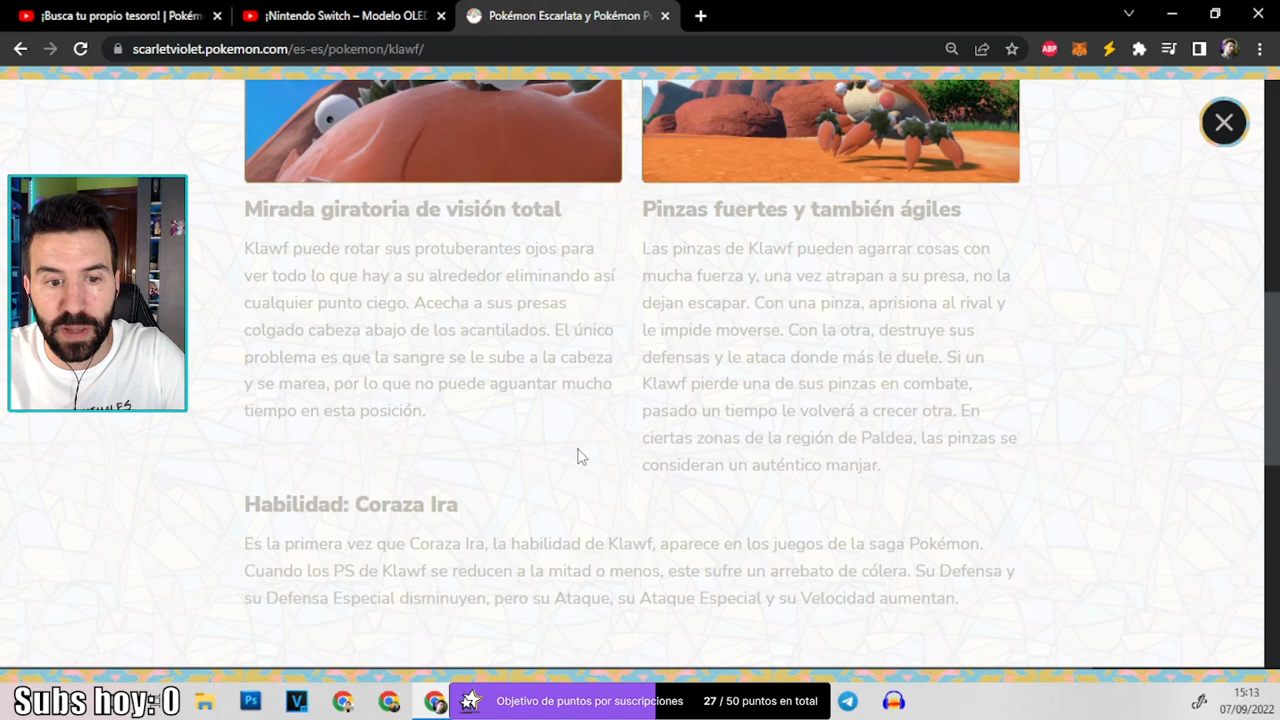 ¡Busca tu propio tesoro! | Pokém
¡Nintendo Switch – Modelo OLED
Pokémon Escarlata y Pokémon P
scarletviolet.pokemon.com/es-es/pokemon/klawf/
ABP
Mirada giratoria de visión total
Klawf puede rotar sus protuberantes ojos para
ver todo lo que hay a su alrededor eliminando así
cualquier punto ciego. Acecha a sus presas
colgado cabeza abajo de los acantilados. El único
problema es que la sangre se le sube a la cabeza
y se marea, por lo que no puede aguantar mucho
tiempo en esta posición.
Pinzas fuertes y también ágiles
Las pinzas de Klawf pueden agarrar cosas con
mucha fuerza y, una vez atrapan a su presa, no la
dejan escapar. Con una pinza, aprisiona al rival y
le impide moverse. Con la otra, destruye sus
defensas y le ataca donde más le duele. Si un
Klawf pierde una de sus pinzas en combate,
pasado un tiempo le volverá a crecer otra. En
ciertas zonas de la región de Paldea, las pinzas se
consideran un auténtico manjar.
Habilidad: Coraza Ira
Es la primera vez que Coraza Ira, la habilidad de Klawf, aparece en los juegos de la saga Pokémon.
Cuando los PS de Klawf se reducen a la mitad o menos, este sufre un arrebato de cólera. Su Defensa y
su Defensa Especial disminuyen, pero su Ataque, su Ataque Especial y su Velocidad aumentan.
Subs hoy: 0
Ps
V
Objetivo de puntos por suscripciones
27 / 50 puntos en total
15:13
07/09/2022